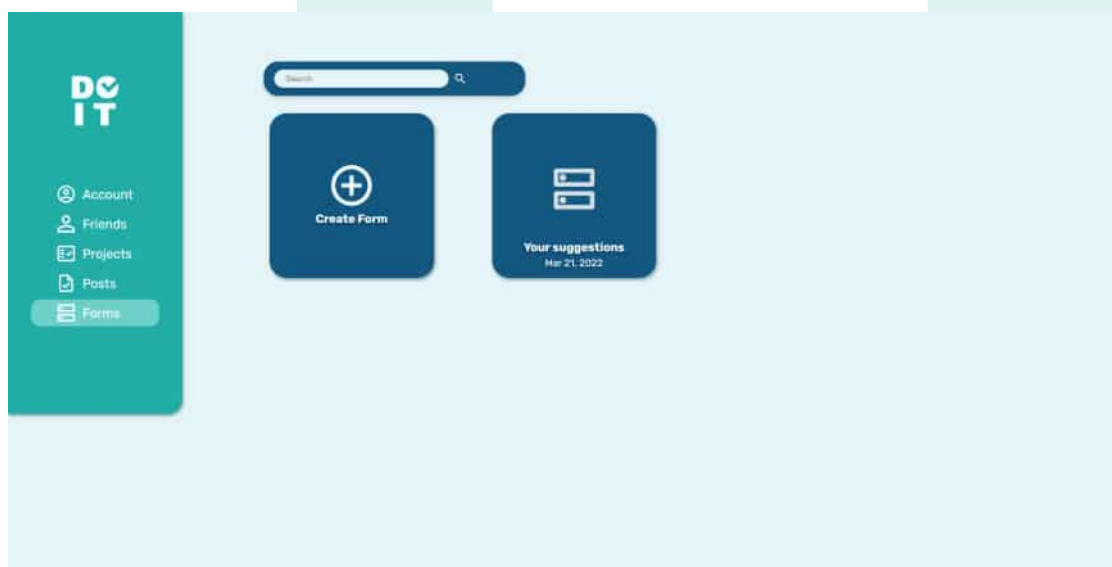 DO
IT
Account
Friends
Projects
Posts
Forms
Search
Create Form
Your suggestions
Mar 21, 2022